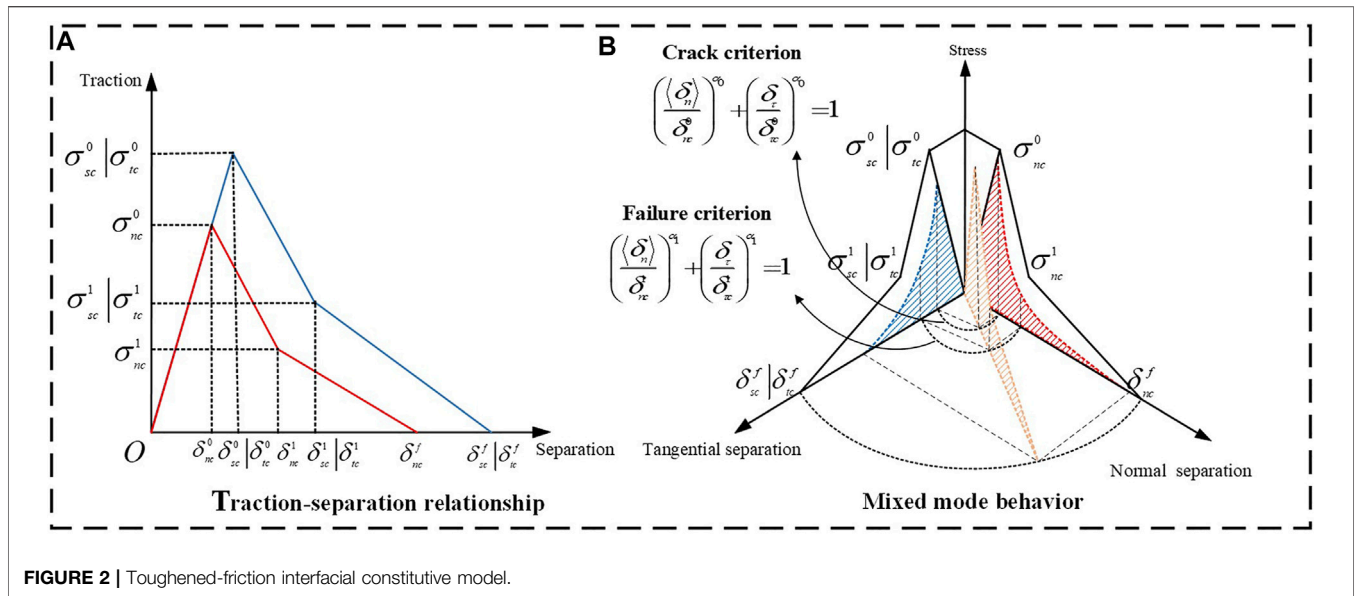 A
Traction
σ⁰sc|σ⁰tc
σ⁰nc
σ¹sc|σ¹tc
σ¹nc
O
δ⁰nc δ⁰sc|δ⁰tc δ¹nc δ¹sc|δ¹tc δᶠnc δᶠsc|δᶠtc Separation
Traction-separation relationship
B
Crack criterion
Stress
σ⁰sc|σ⁰tc
σ⁰nc
Failure criterion
σ¹sc|σ¹tc
σ¹nc
δᶠsc|δᶠtc
δᶠnc
Tangential separation
Normal separation
Mixed mode behavior
FIGURE 2 | Toughened-friction interfacial constitutive model.